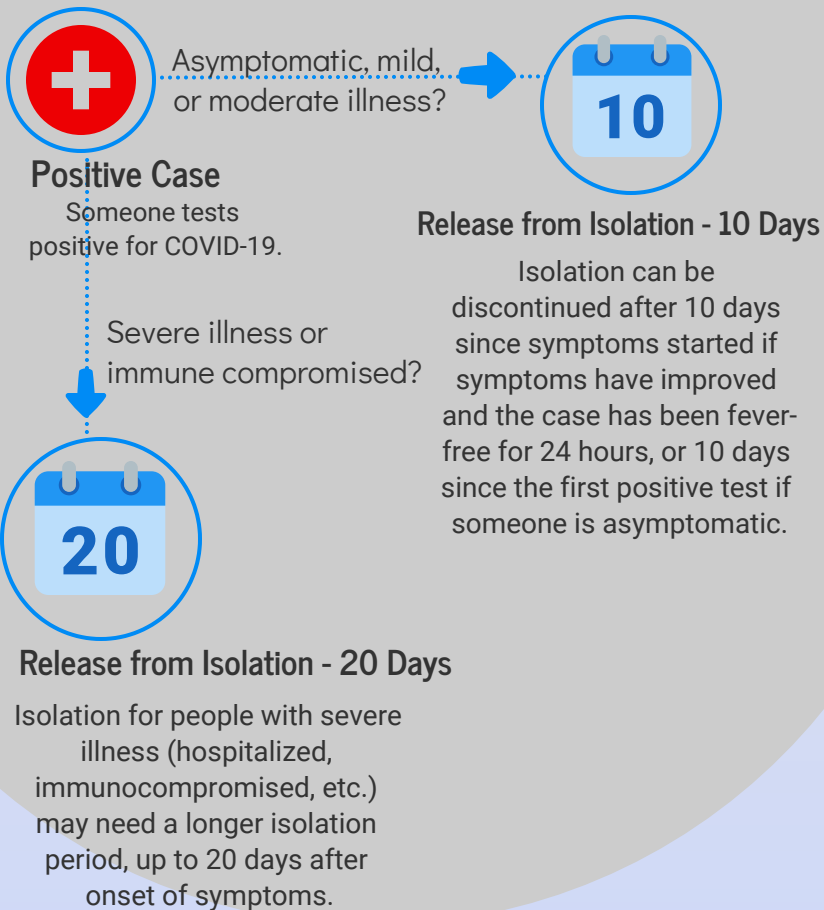 Asymptomatic, mild,
or moderate illness?
10
Positive Case
Someone tests
positive for COVID-19.
Release from Isolation - 10 Days
Isolation can be
discontinued after 10 days
since symptoms started if
symptoms have improved
and the case has been fever-
free for 24 hours, or 10 days
since the first positive test if
someone is asymptomatic.
Severe illness or
immune compromised?
20
Release from Isolation - 20 Days
Isolation for people with severe
illness (hospitalized,
immunocompromised, etc.)
may need a longer isolation
period, up to 20 days after
onset of symptoms.